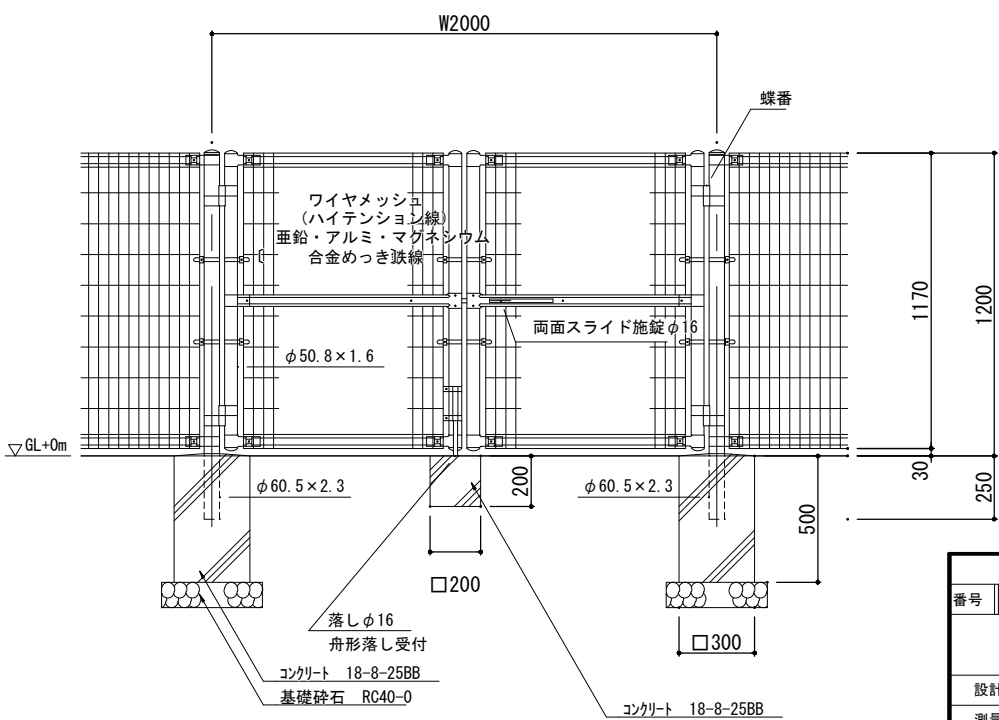 W2000
蝶番
ワイヤメッシュ
(ハイテンション線)
亜鉛・アルミ・マグネシウム
合金めっき鉄線
両面スライド施錠φ16
φ50.8×1.6
1170
1200
▽GL+0m
φ60.5×2.3
200
φ60.5×2.3
30
250
500
□200
□300
落しφ16
舟形落し受付
コンクリート 18-8-25BB
基礎砕石 RC40-0
コンクリート 18-8-25BB
番号
設計
測量